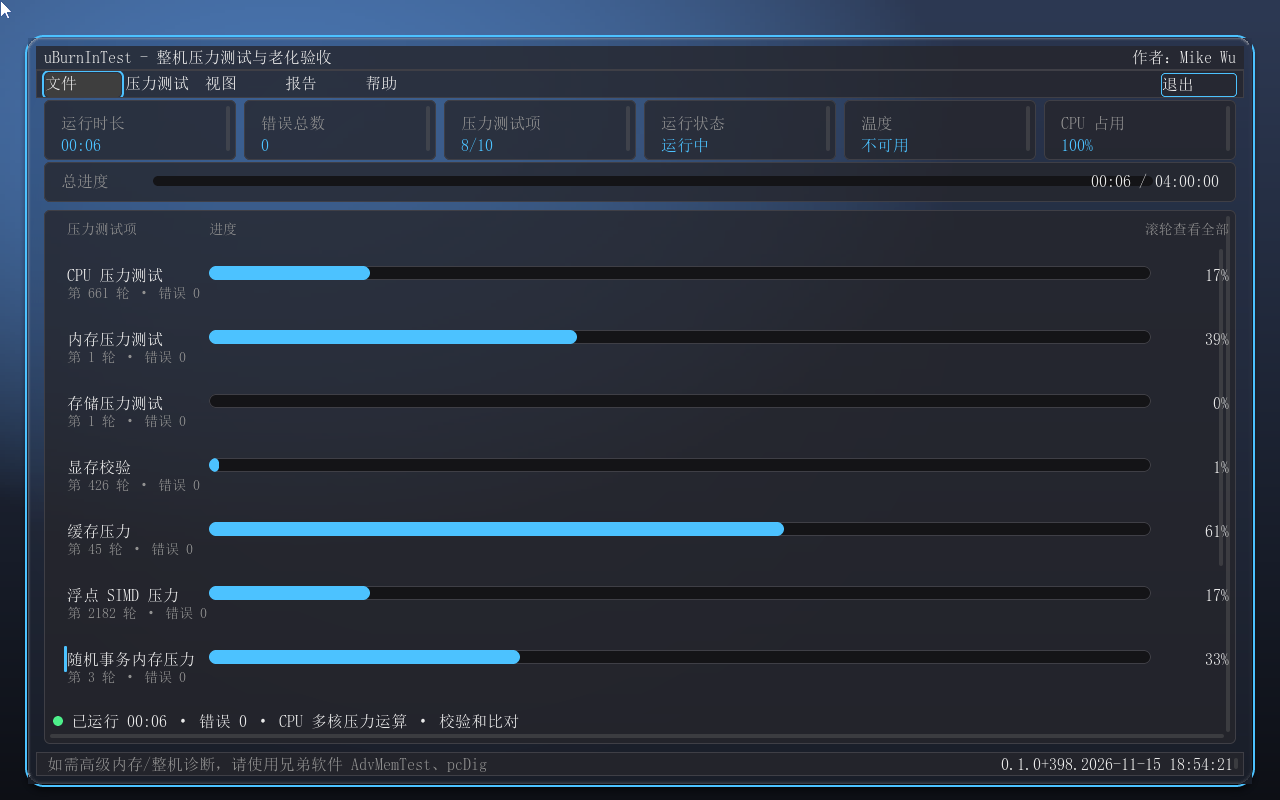 uBurnInTest - 整机压力测试与老化验收 作者: Mike Wu
文件 压力测试 视图 报告 帮助 退出
运行时长 错误总数 压力测试项 运行状态 温度 CPU 占用
00:06 0 8/10 运行中 不可用 100%
总进度 00:06 / 04:00:00
压力测试项 进度 滚轮查看全部
CPU 压力测试 17%
第 661 轮 • 错误 0
内存压力测试 39%
第 1 轮 • 错误 0
存储压力测试 0%
第 1 轮 • 错误 0
显存校验 1%
第 426 轮 • 错误 0
缓存压力 61%
第 45 轮 • 错误 0
浮点 SIMD 压力 17%
第 2182 轮 • 错误 0
随机事务内存压力 33%
第 3 轮 • 错误 0
已运行 00:06 • 错误 0 • CPU 多核压力运算 • 校验和比对
如需高级内存/整机诊断，请使用兄弟软件 AdvMemTest、pcDig 0.1.0+398.2026-11-15 18:54:21